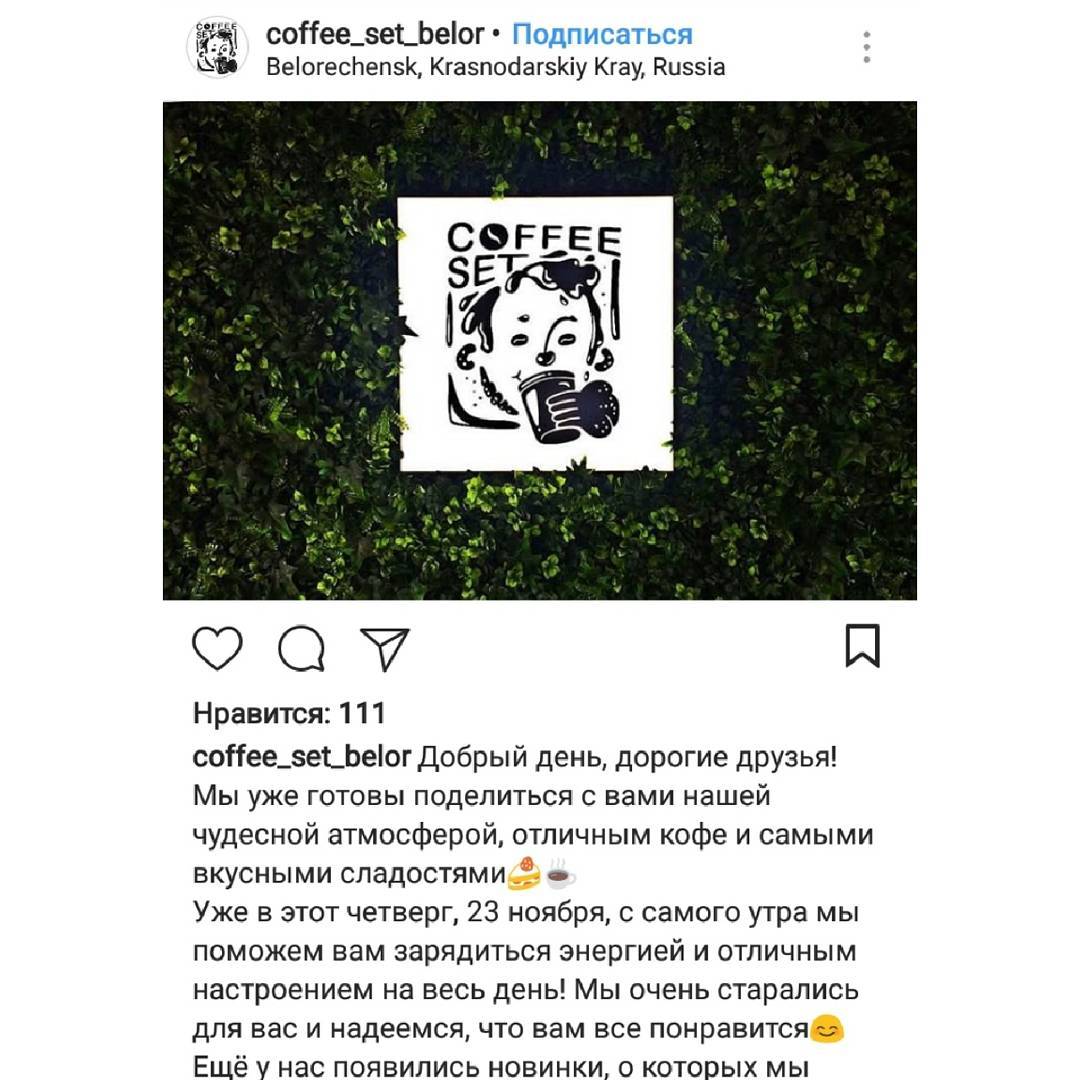 COFFEE
SET
coffee_set_belor • Подписаться
Belorechensk, Krasnodarskiy Kray, Russia
COFFEE
SET
Нравится: 111
coffee_set_belor Добрый день, дорогие друзья!
Мы уже готовы поделиться с вами нашей
чудесной атмосферой, отличным кофе и самыми
вкусными сладостями🍰☕
Уже в этот четверг, 23 ноября, с самого утра мы
поможем вам зарядиться энергией и отличным
настроением на весь день! Мы очень старались
для вас и надеемся, что вам все понравится😊
Ещё у нас появились новинки, о которых мы